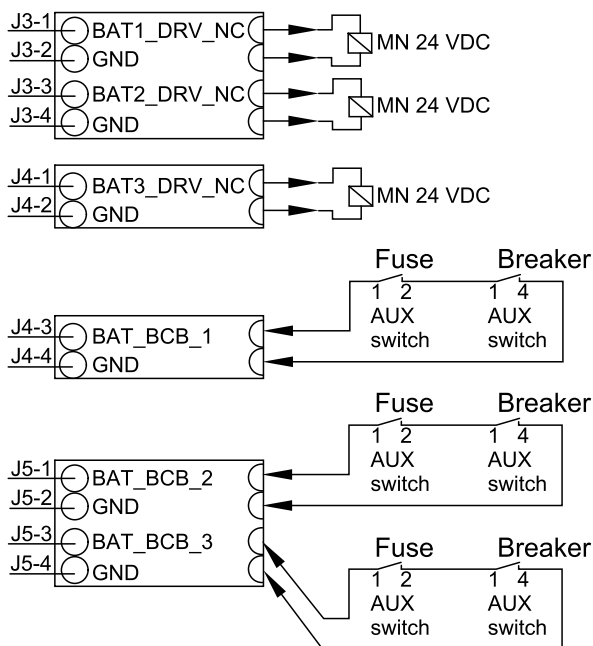 J3-1 BAT1_DRV_NC
J3-2 GND
MN 24 VDC
J3-3 BAT2_DRV_NC
J3-4 GND
MN 24 VDC
J4-1 BAT3_DRV_NC
J4-2 GND
MN 24 VDC
Fuse Breaker
1 2 1 4
AUX AUX
switch switch
J4-3 BAT_BCB_1
J4-4 GND
Fuse Breaker
1 2 1 4
AUX AUX
switch switch
J5-1 BAT_BCB_2
J5-2 GND
J5-3 BAT_BCB_3
J5-4 GND
Fuse Breaker
1 2 1 4
AUX AUX
switch switch